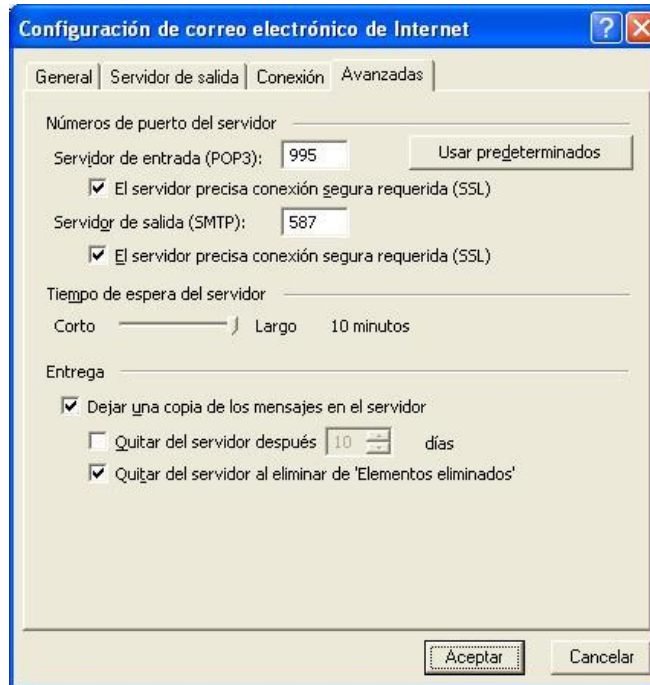 Configuración de correo electrónico de Internet
General Servidor de salida Conexión Avanzadas
Números de puerto del servidor
Servidor de entrada (POP3): 995 Usar predeterminados
El servidor precisa conexión segura requerida (SSL)
Servidor de salida (SMTP): 587
El servidor precisa conexión segura requerida (SSL)
Tiempo de espera del servidor
Corto Largo 10 minutos
Entrega
Dejar una copia de los mensajes en el servidor
Quitar del servidor después 10 días
Quitar del servidor al eliminar de 'Elementos eliminados'
Aceptar Cancelar